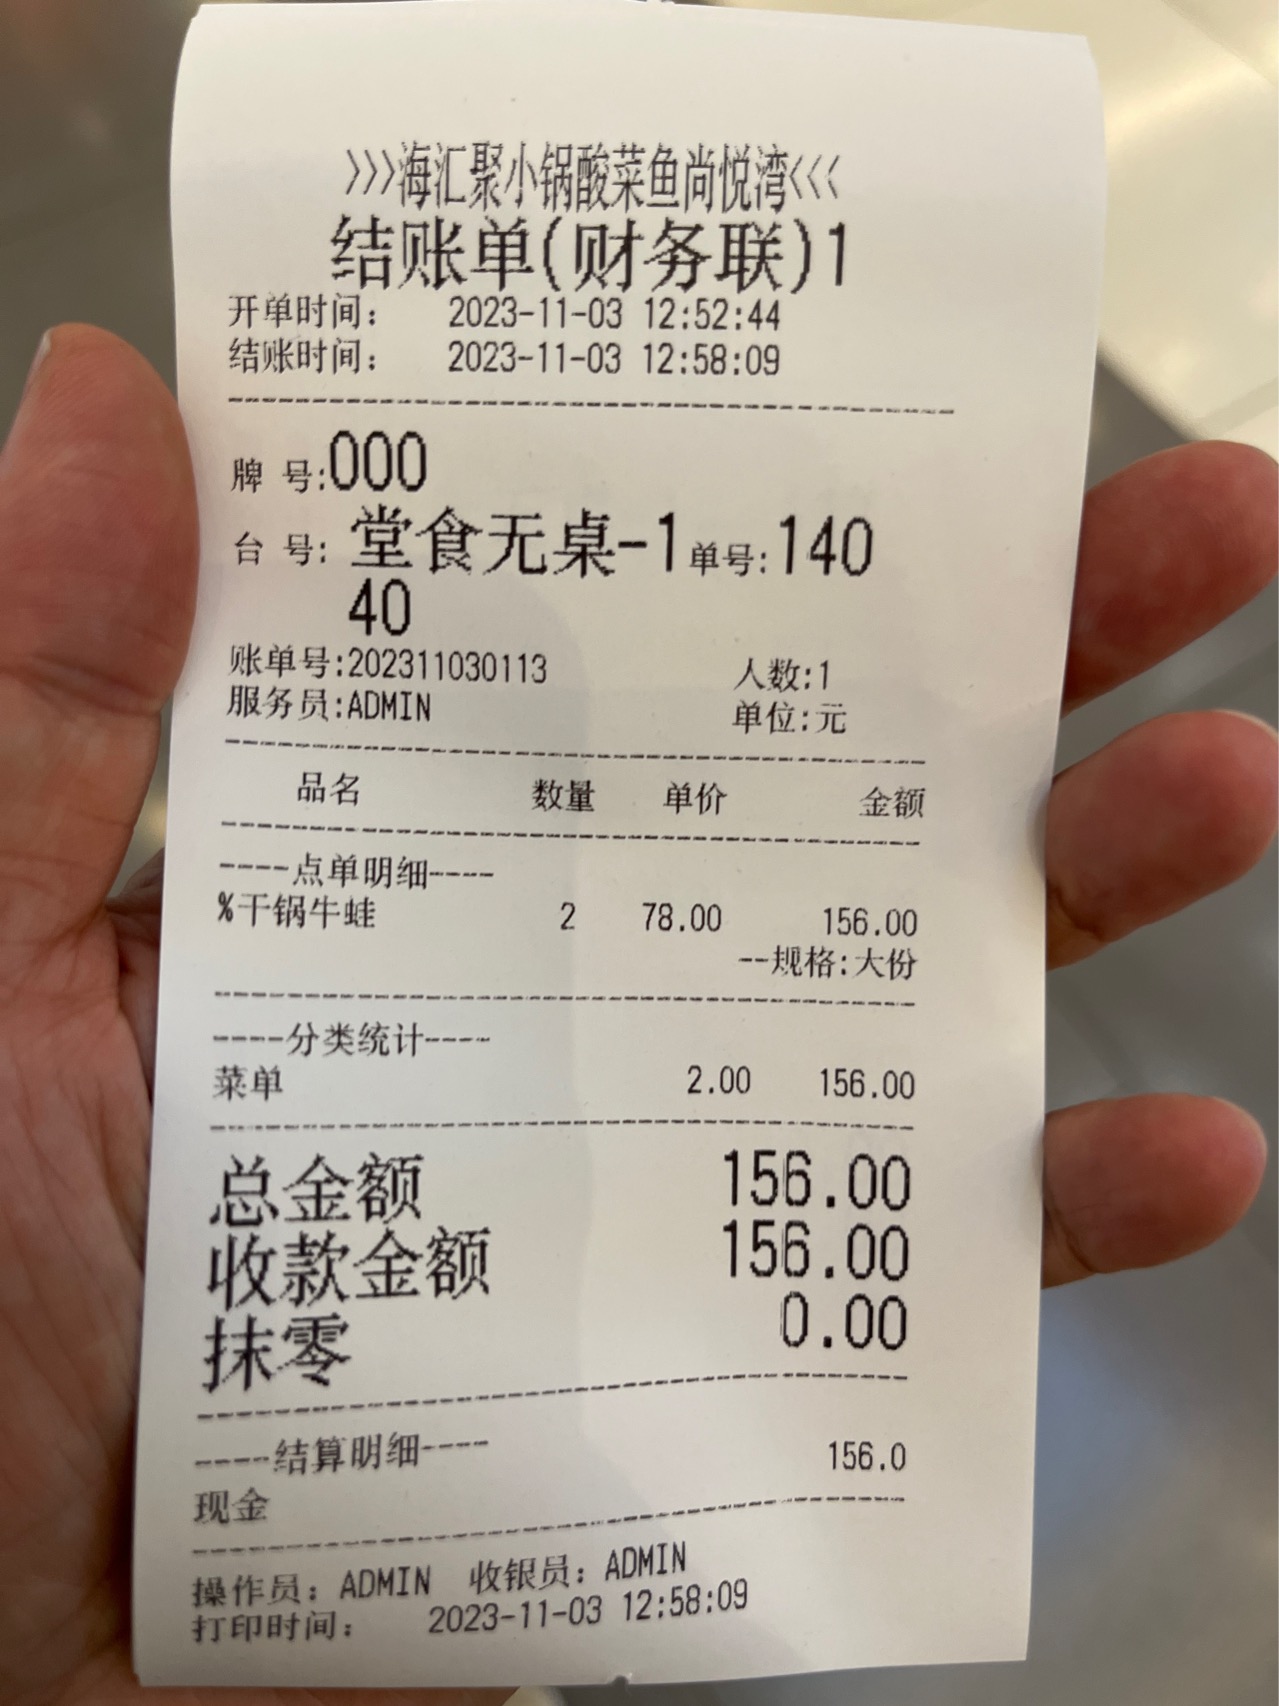 >>>海汇聚小锅酸菜鱼尚悦湾<<<
结账单(财务联)1
开单时间: 2023-11-03 12:52:44
结账时间: 2023-11-03 12:58:09
牌 号:000
台 号: 堂食无桌-1 单号:140
40
账单号:202311030113 人数:1
服务员:ADMIN 单位:元
品名 数量 单价 金额
----点单明细----
%干锅牛蛙 2 78.00 156.00
--规格:大份
----分类统计----
菜单 2.00 156.00
总金额 156.00
收款金额 156.00
抹零 0.00
----结算明细----
现金 156.0
操作员: ADMIN 收银员: ADMIN
打印时间: 2023-11-03 12:58:09